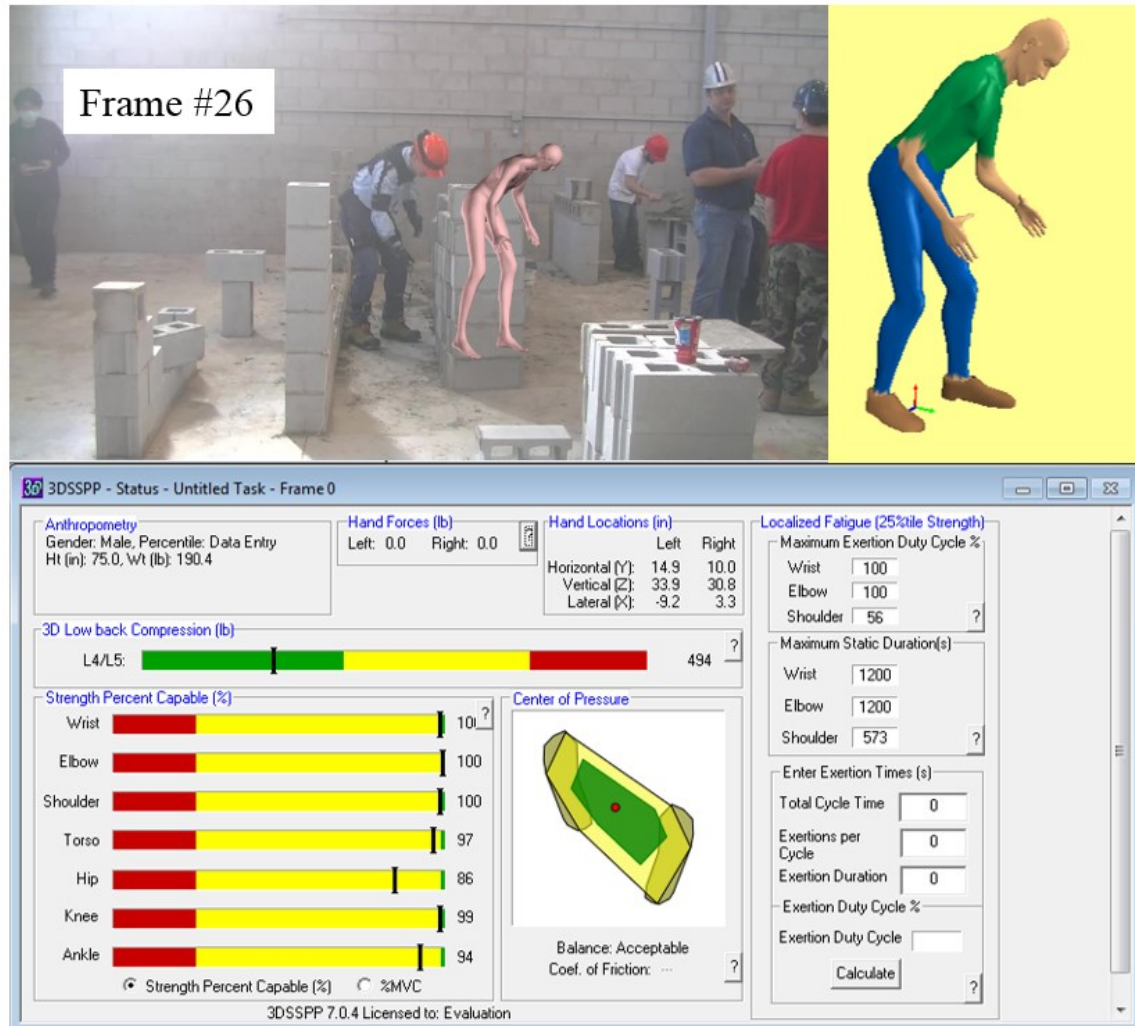 Frame #26
3DSSPP - Status - Untitled Task - Frame 0
Anthropometry
Gender: Male, Percentile: Data Entry
Ht (in): 75.0, Wt (lb): 190.4
Hand Forces (lb)
Left: 0.0 Right: 0.0
Hand Locations (in)
Left Right
Horizontal (Y): 14.9 10.0
Vertical (Z): 33.9 30.8
Lateral (X): -9.2 3.3
3D Low back Compression (lb)
L4/L5: 494 ?
Strength Percent Capable (%)
?
Wrist
Elbow 100
Shoulder 100
Torso 97
Hip 86
Knee 99
Ankle 94
Strength Percent Capable (%) %MVC
Center of Pressure
Balance: Acceptable
Coef. of Friction: --- ?
Localized Fatigue (25%tile Strength)
Maximum Exertion Duty Cycle %
Wrist 100
Elbow 100
Shoulder 56 ?
Maximum Static Duration(s)
Wrist 1200
Elbow 1200
Shoulder 573 ?
Enter Exertion Times (s)
Total Cycle Time 0
Exertions per
Cycle 0
Exertion Duration 0
Exertion Duty Cycle %
Exertion Duty Cycle
Calculate ?
3DSSPP 7.0.4 Licensed to: Evaluation